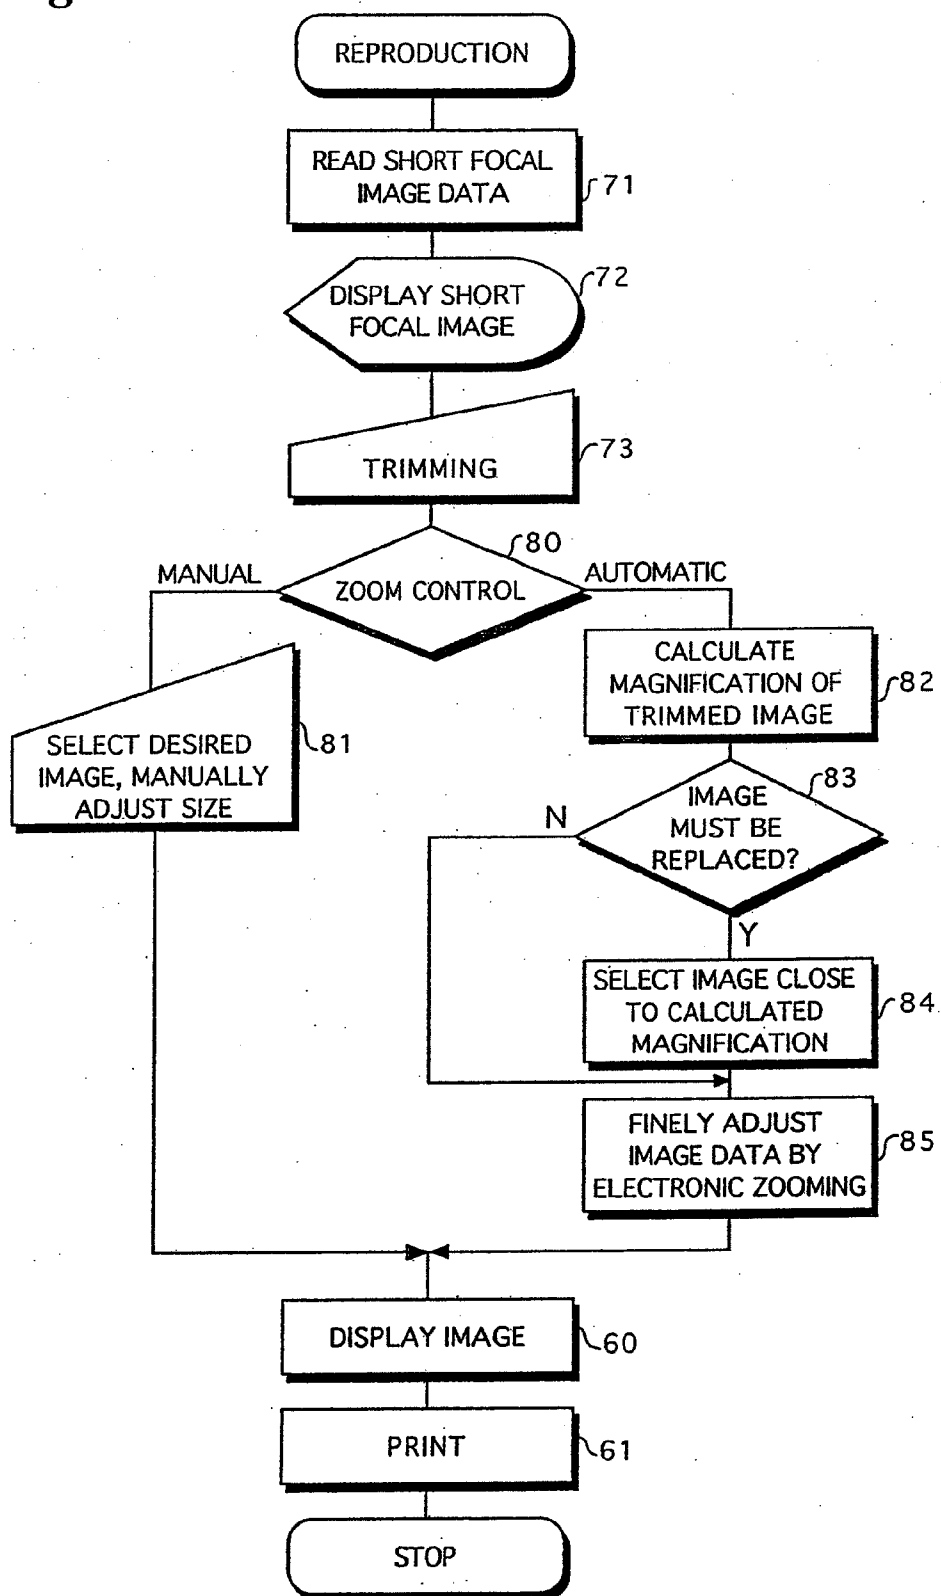 REPRODUCTION
READ SHORT FOCAL
IMAGE DATA
71
DISPLAY SHORT
FOCAL IMAGE
72
TRIMMING
73
ZOOM CONTROL
80
MANUAL
AUTOMATIC
SELECT DESIRED
IMAGE, MANUALLY
ADJUST SIZE
81
CALCULATE
MAGNIFICATION OF
TRIMMED IMAGE
82
IMAGE
MUST BE
REPLACED?
83
N
Y
SELECT IMAGE CLOSE
TO CALCULATED
MAGNIFICATION
84
FINELY ADJUST
IMAGE DATA BY
ELECTRONIC ZOOMING
85
DISPLAY IMAGE
60
PRINT
61
STOP